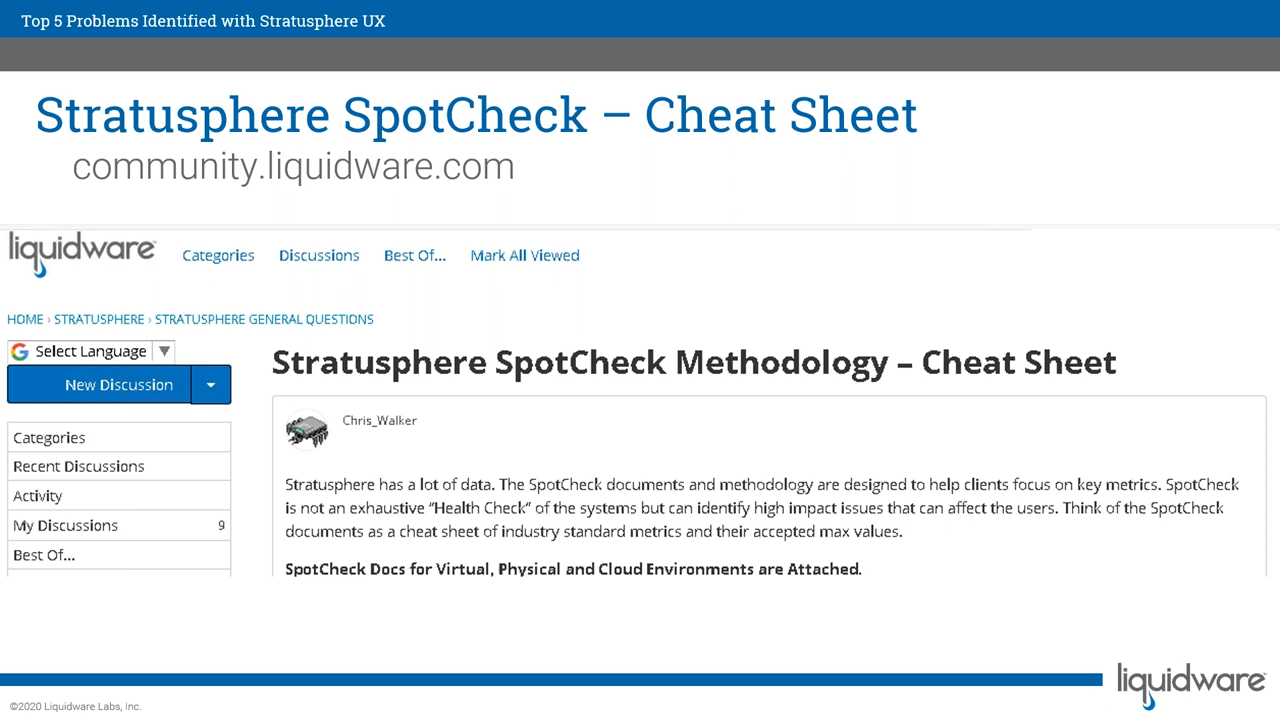 Top 5 Problems Identified with Stratusphere UX
Stratusphere SpotCheck – Cheat Sheet
community.liquidware.com
liquidware
Categories Discussions Best Of... Mark All Viewed
HOME › STRATUSPHERE › STRATUSPHERE GENERAL QUESTIONS
Select Language ▼
New Discussion
Categories
Recent Discussions
Activity
My Discussions 9
Best Of...
Stratusphere SpotCheck Methodology – Cheat Sheet
Chris_Walker
Stratusphere has a lot of data. The SpotCheck documents and methodology are designed to help clients focus on key metrics. SpotCheck
is not an exhaustive “Health Check” of the systems but can identify high impact issues that can affect the users. Think of the SpotCheck
documents as a cheat sheet of industry standard metrics and their accepted max values.
SpotCheck Docs for Virtual, Physical and Cloud Environments are Attached.
liquidware
©2020 Liquidware Labs, Inc.